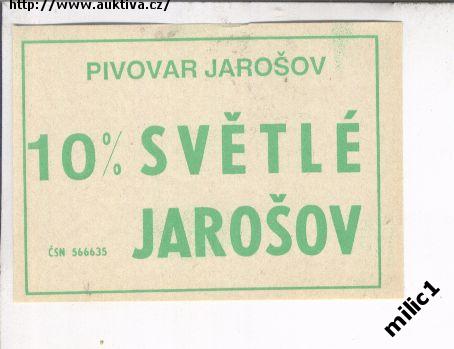 http://www.auktiva.cz/
PIVOVAR JAROŠOV
10% SVĚTLÉ
JAROŠOV
ČSN 566635
milic1